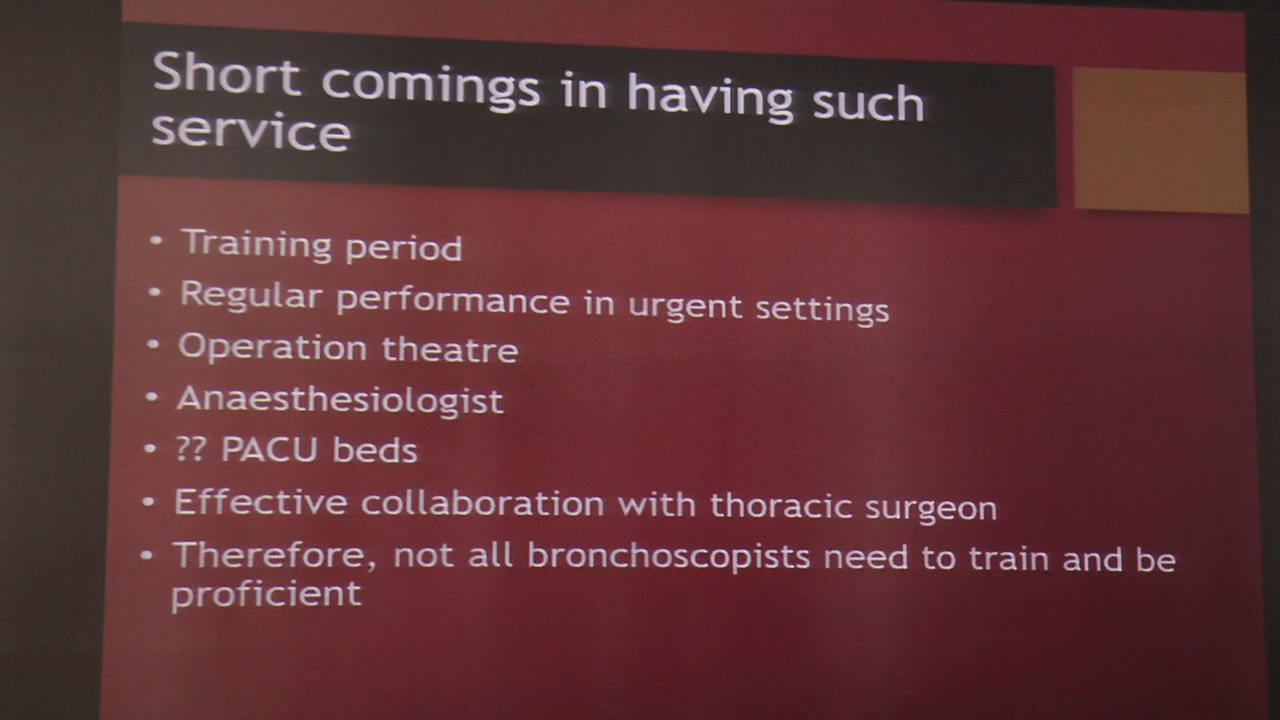 Short comings in having such
service
• Training period
• Regular performance in urgent settings
• Operation theatre
• Anaesthesiologist
• ?? PACU beds
• Effective collaboration with thoracic surgeon
• Therefore, not all bronchoscopists need to train and be
proficient